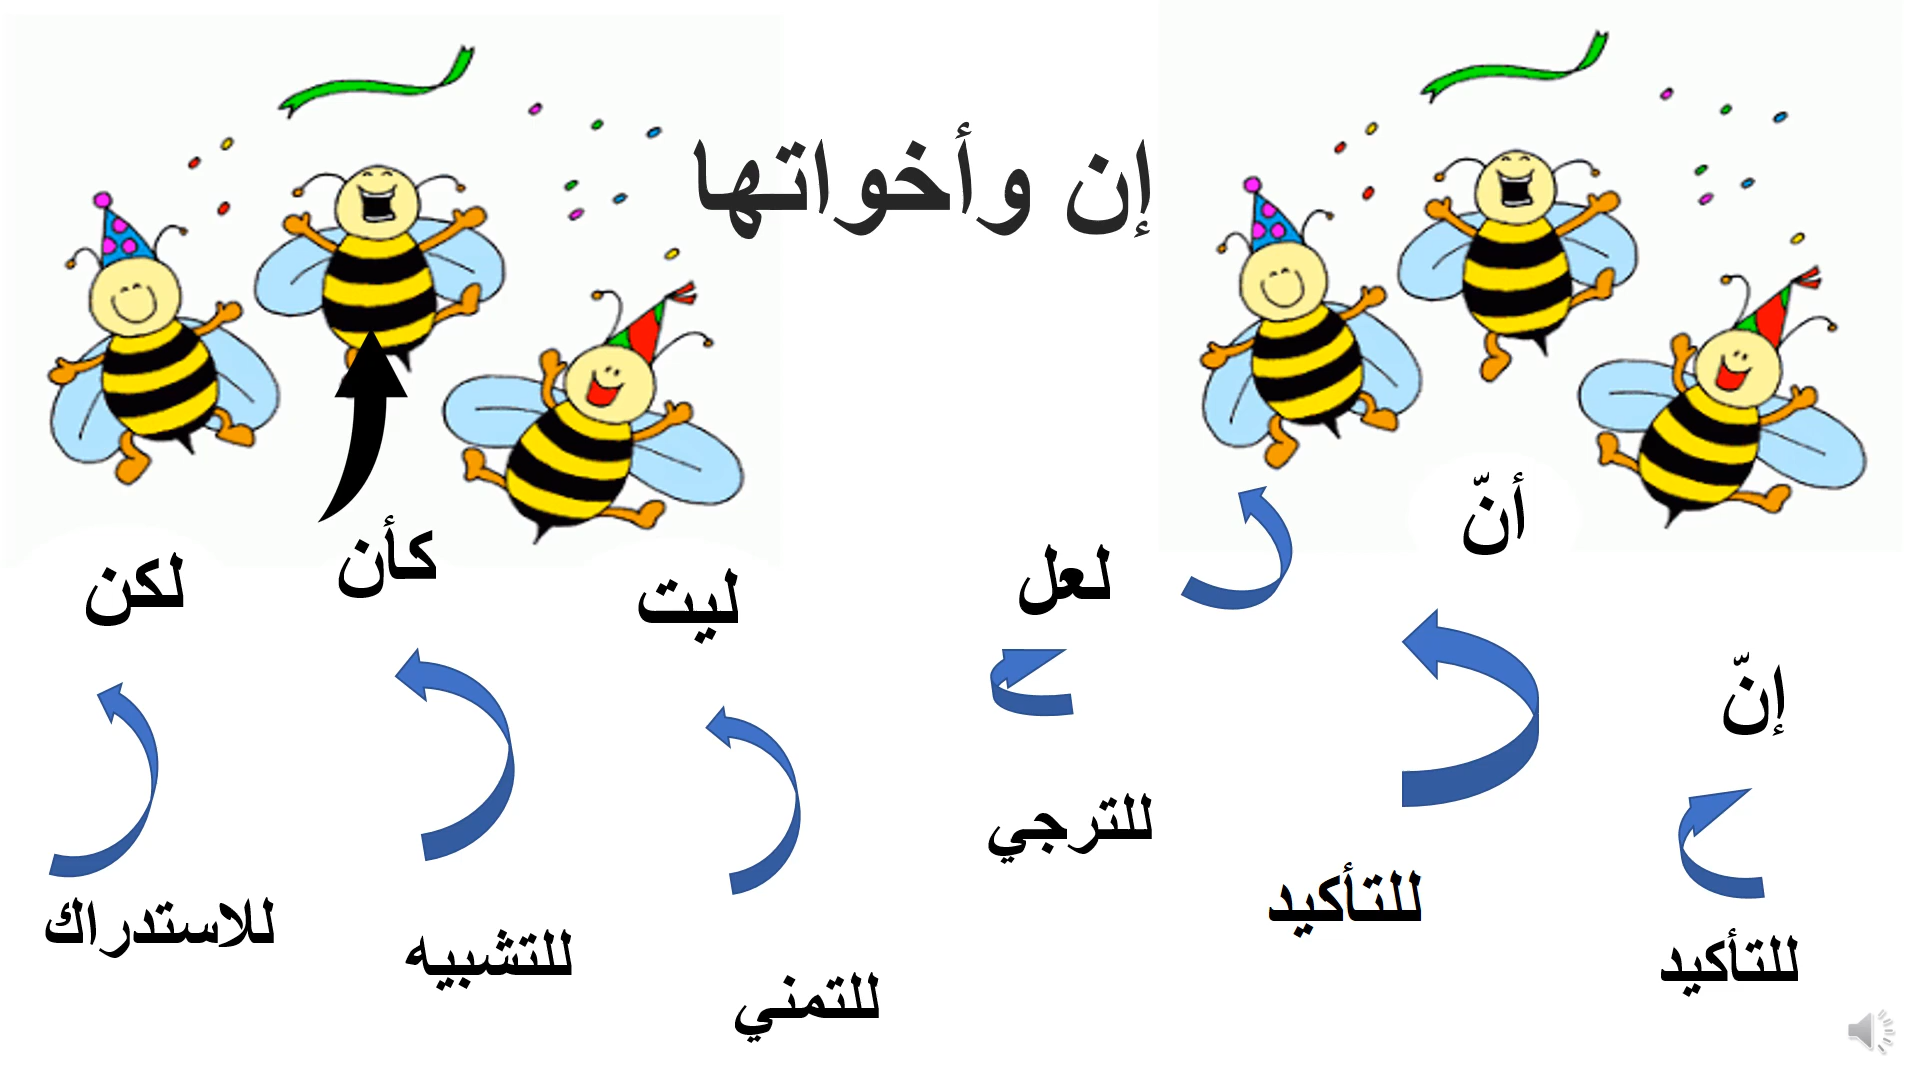 إن وأخواتها
أنّ
إنّ
لعل
ليت
كأن
لكن
للتأكيد
للتأكيد
للترجي
للتمني
للتشبيه
للاستدراك